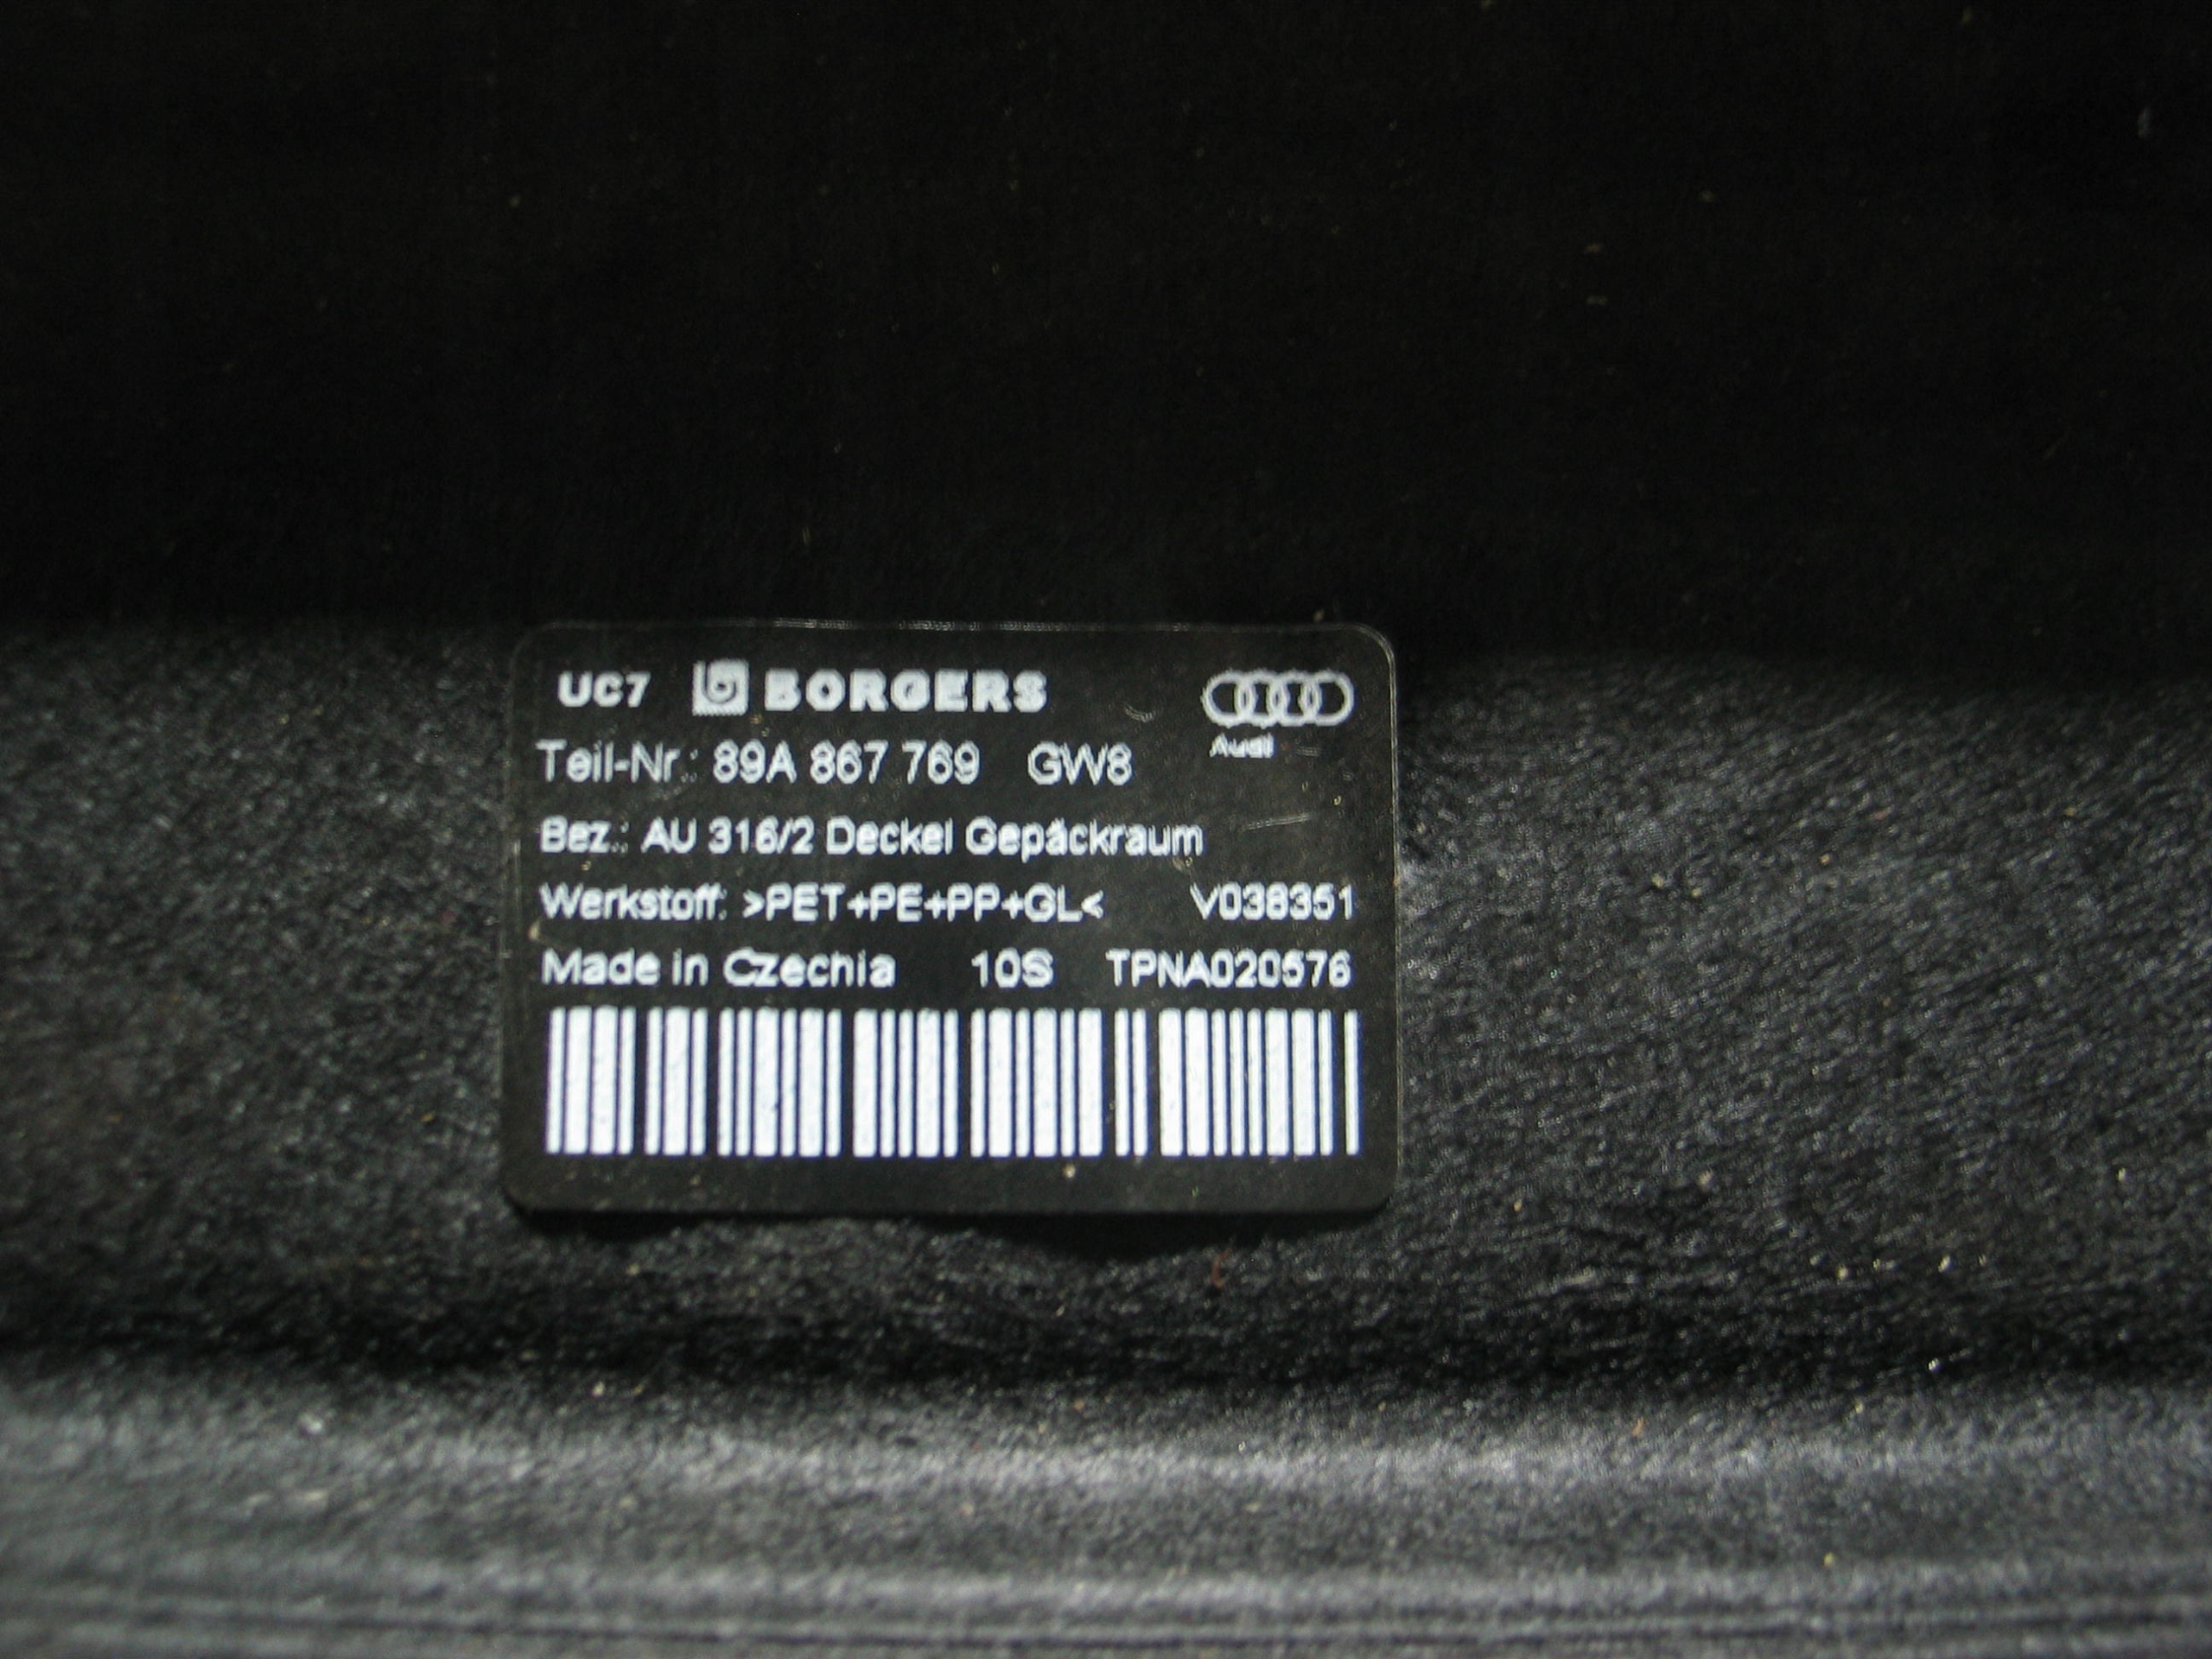 UC7 BORGERS
Audi
Teil-Nr.: 89A 867 769 GW8
Bez.: AU 316/2 Deckel Gepäckraum
Werkstoff: >PET+PE+PP+GL< V038351
Made in Czechia 10S TPNA020576